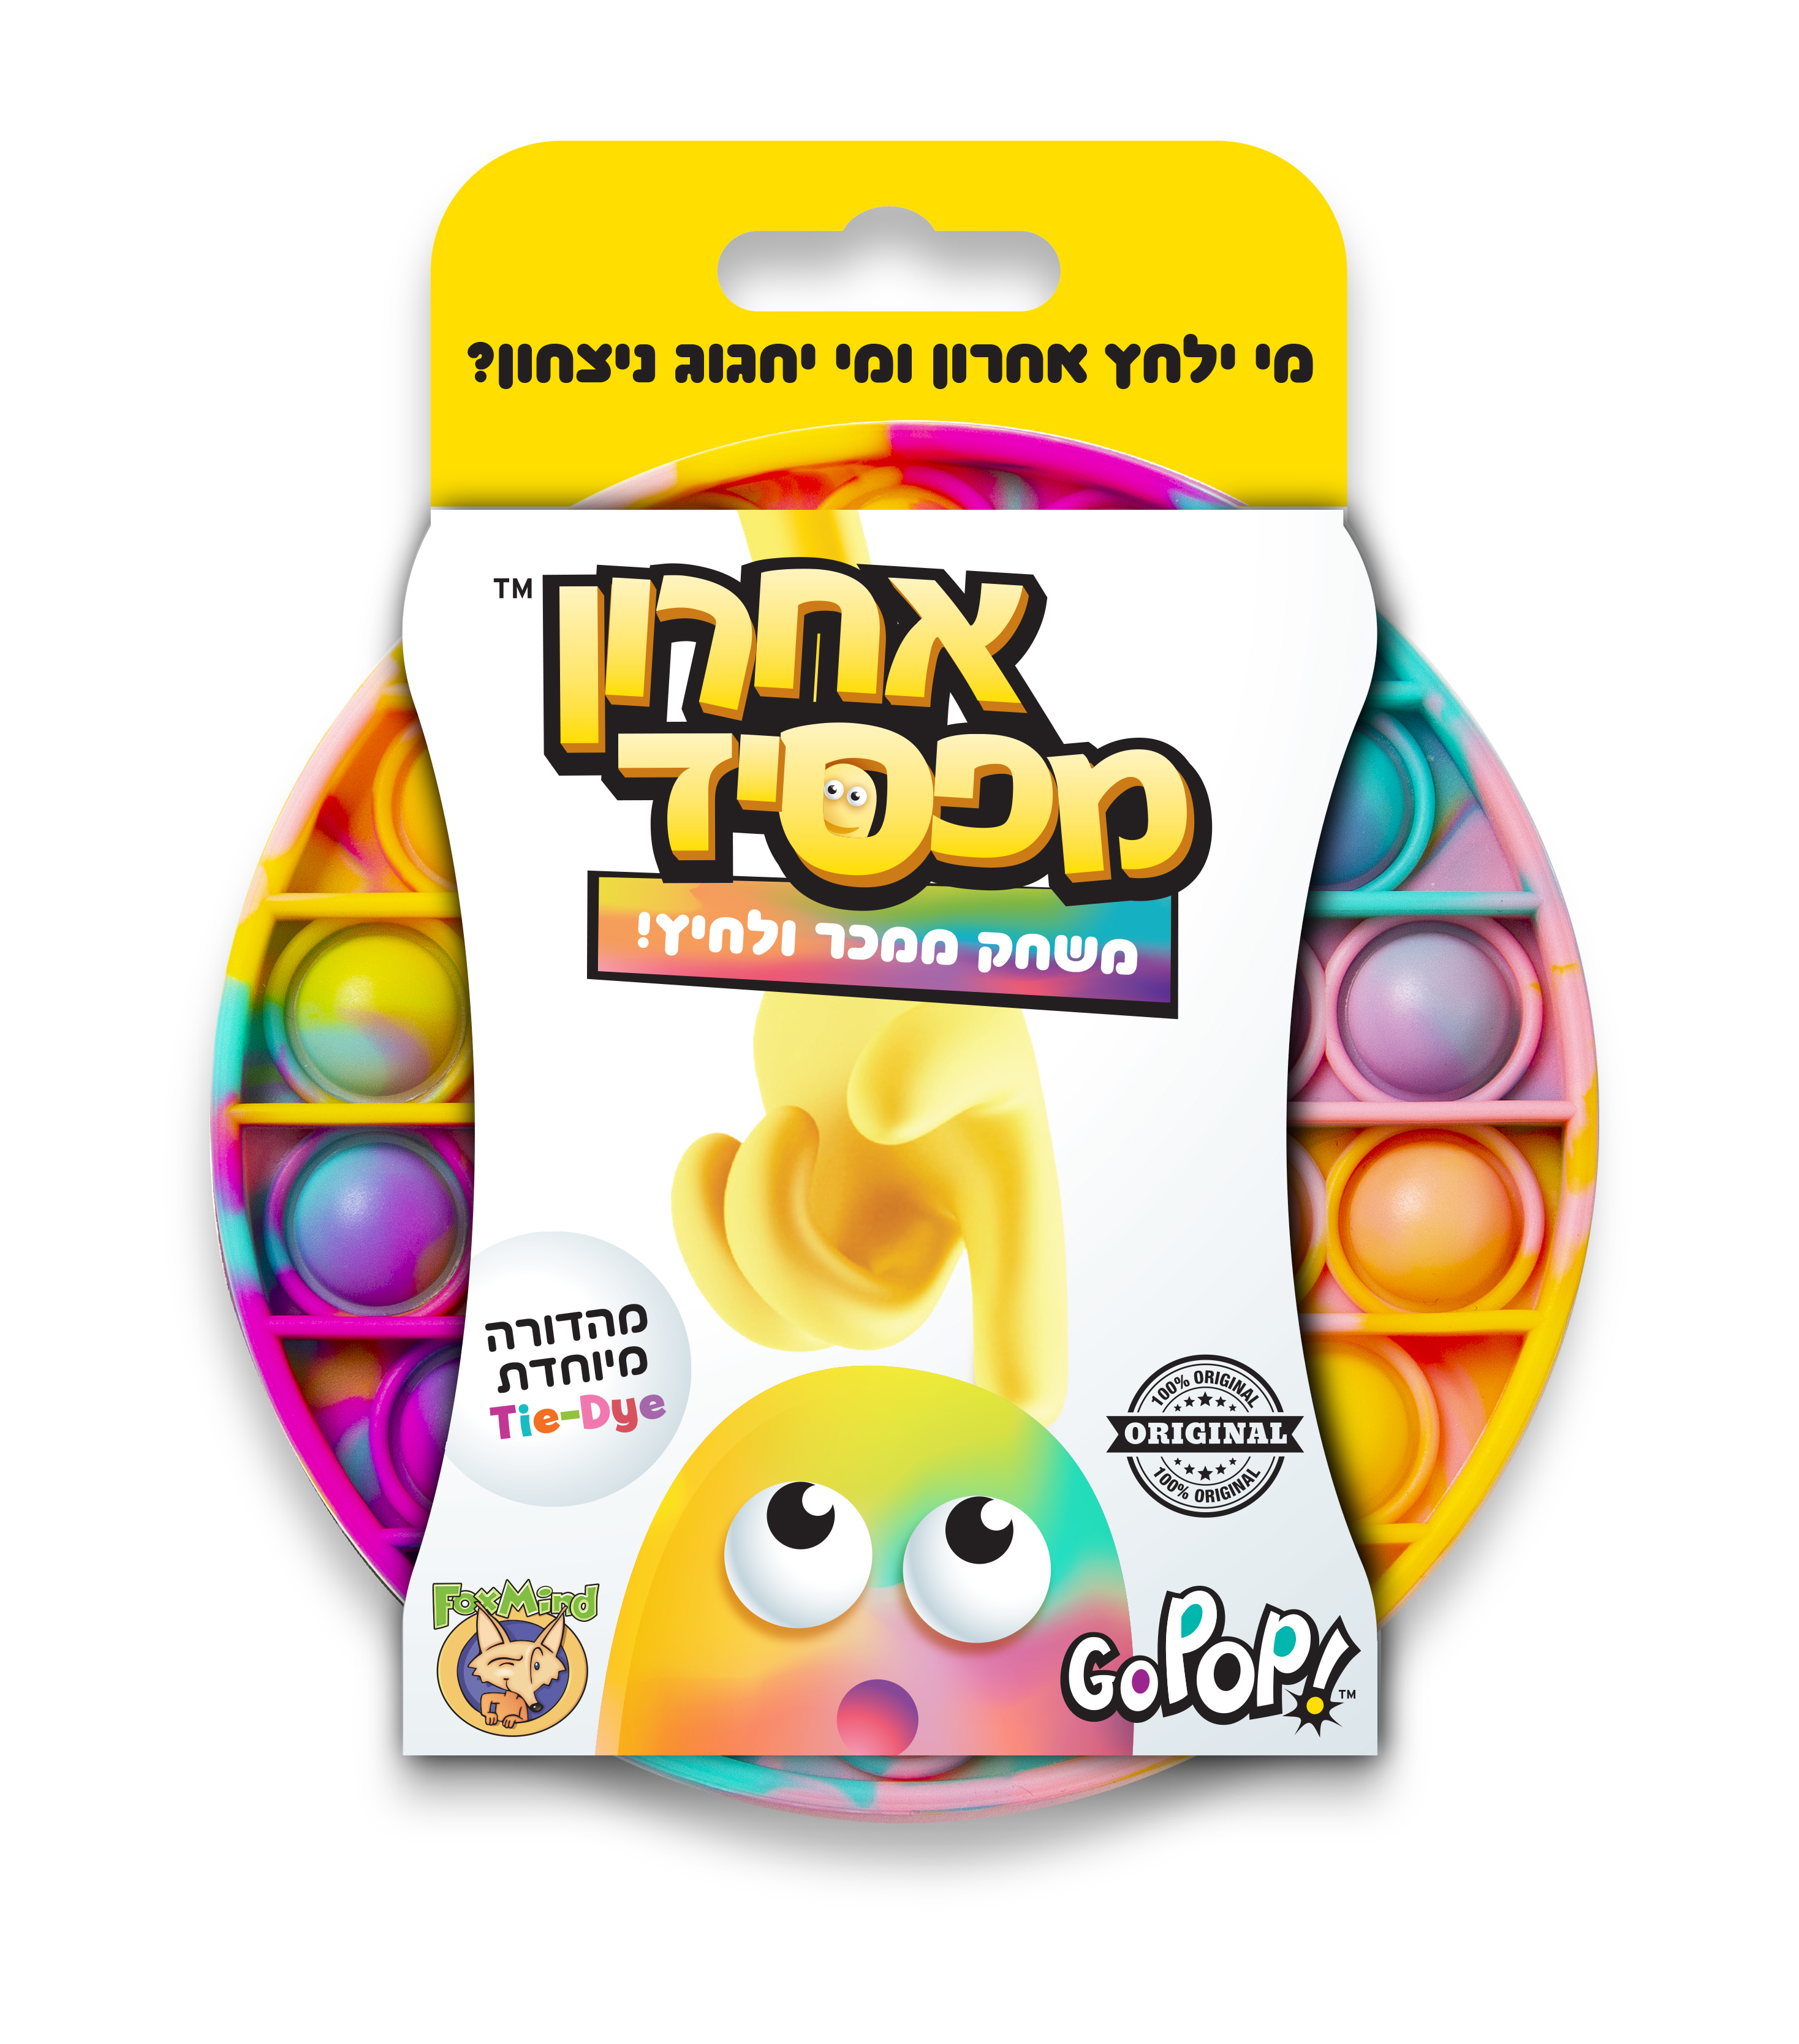 מי ילחץ אחרון ומי יחגוג ניצחון?
אחרון
™
מפסיד
משחק ממכר ולחיץ!
מהדורה
מיוחדת
Tie-Dye
100% ORIGINAL
ORIGINAL
100% ORIGINAL
FoxMind
GoPop!™